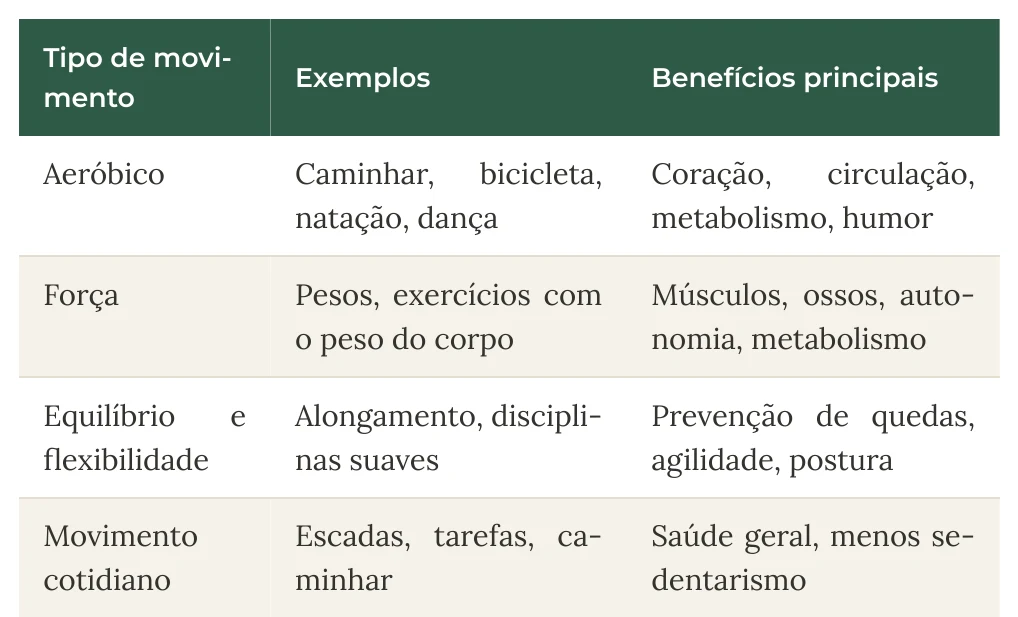 Tipo de movi-
mento
Exemplos
Benefícios principais
Aeróbico
Caminhar, bicicleta,
natação, dança
Coração, circulação,
metabolismo, humor
Força
Pesos, exercícios com
o peso do corpo
Músculos, ossos, auto-
nomia, metabolismo
Equilíbrio e
flexibilidade
Alongamento, discipli-
nas suaves
Prevenção de quedas,
agilidade, postura
Movimento
cotidiano
Escadas, tarefas, ca-
minhar
Saúde geral, menos se-
dentarismo